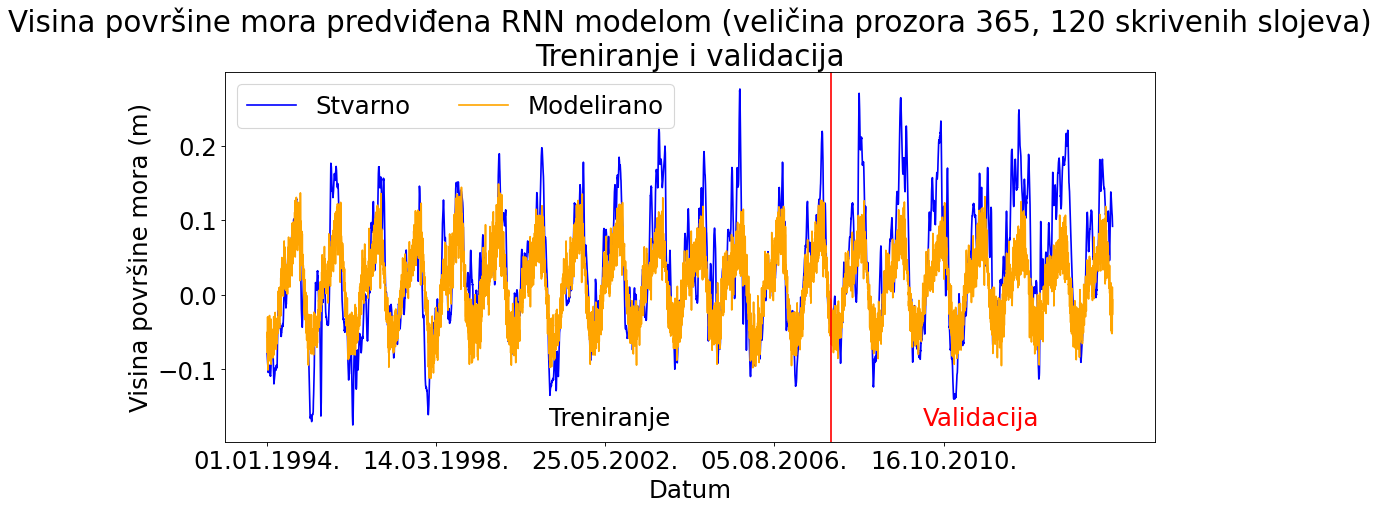 Visina površine mora predviđena RNN modelom (veličina prozora 365, 120 skrivenih slojeva)
Treniranje i validacija
Stvarno
Modelirano
Visina površine mora (m)
0.2
0.1
0.0
−0.1
Treniranje
Validacija
01.01.1994.
14.03.1998.
25.05.2002.
05.08.2006.
16.10.2010.
Datum